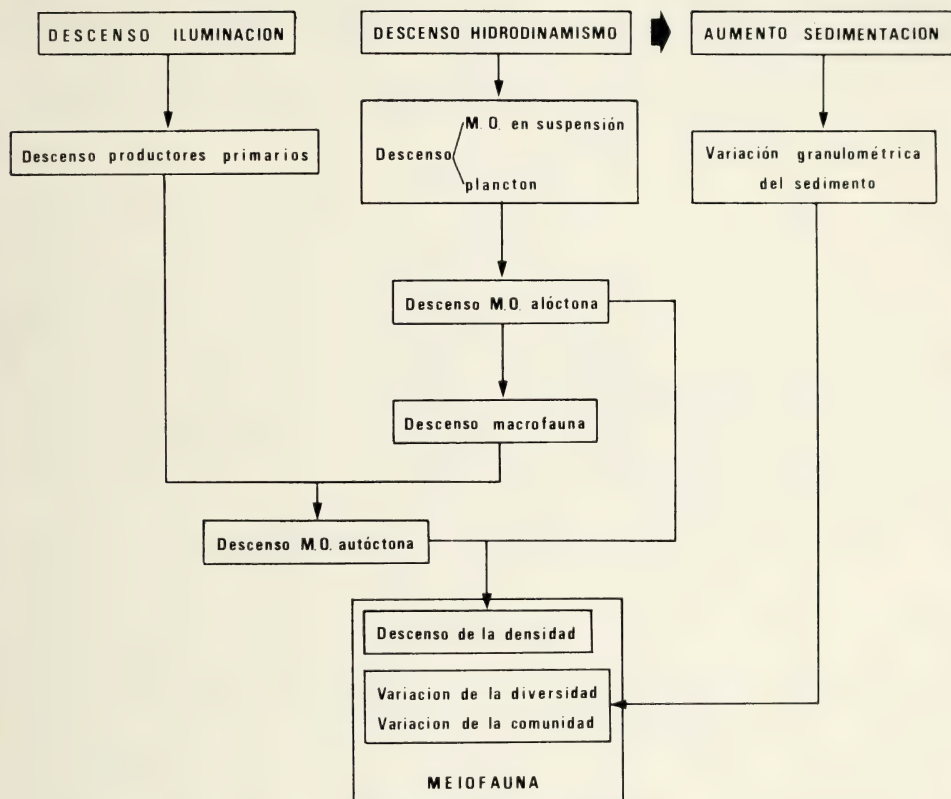 DESCENSO ILUMINACION
DESCENSO HIDRODINAMISMO
AUMENTO SEDIMENTACION
Descenso productores primarios
Descenso
M.O. en suspensión
plancton
Variación granulométrica
del sedimento
Descenso M.O. alóctona
Descenso macrofauna
Descenso M.O. autóctona
Descenso de la densidad
Variacion de la diversidad
Variacion de la comunidad
MEIOFAUNA